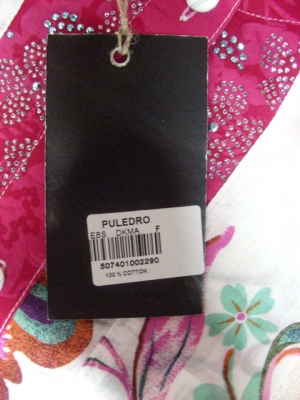 PULEDRO
EBS DKMA F
507401002290
100 % COTTON